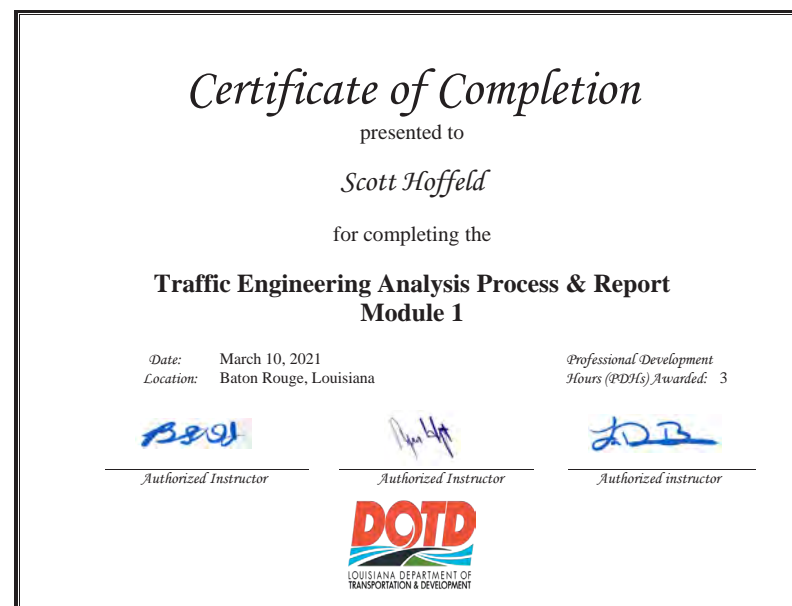 Certificate of Completion
presented to
Scott Hoffeld
for completing the
Traffic Engineering Analysis Process & Report
Module 1
Date: March 10, 2021
Location: Baton Rouge, Louisiana
Professional Development
Hours (PDHs) Awarded: 3
Authorized Instructor
Authorized Instructor
Authorized instructor
DOTD
LOUISIANA DEPARTMENT OF
TRANSPORTATION & DEVELOPMENT